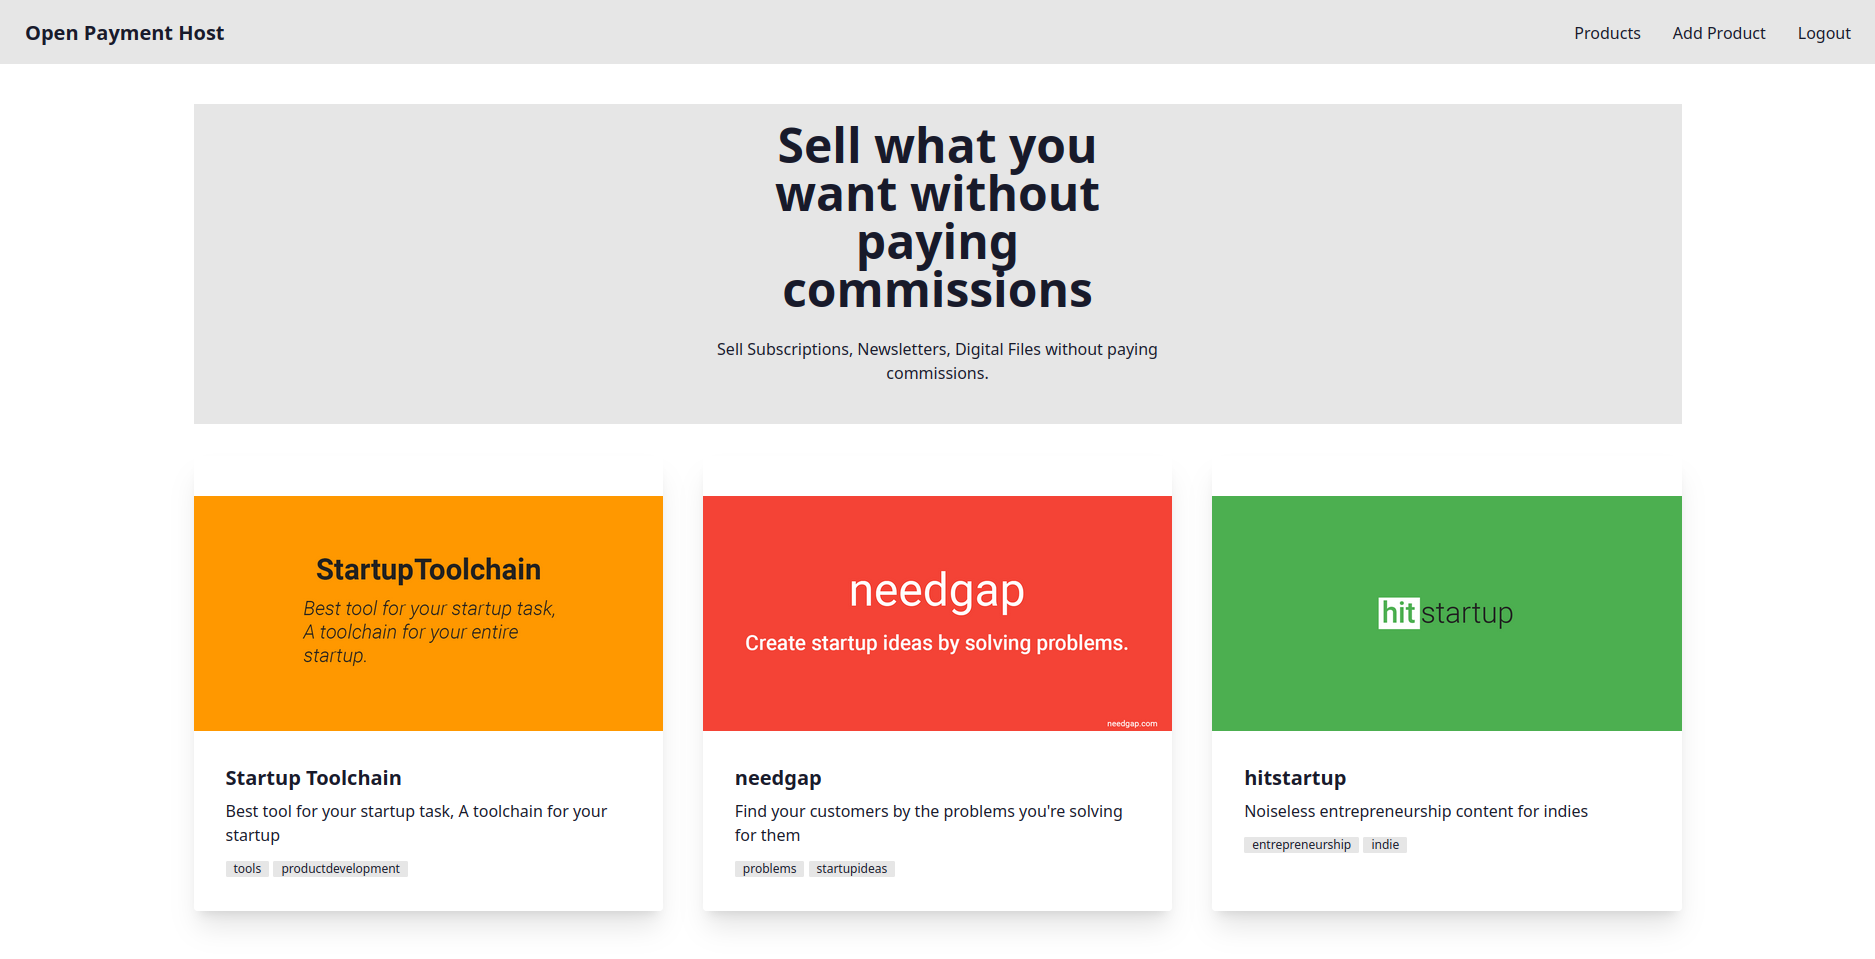 Open Payment Host
Products
Add Product
Logout
Sell what you
want without
paying
commissions
Sell Subscriptions, Newsletters, Digital Files without paying
commissions.
StartupToolchain
Best tool for your startup task,
A toolchain for your entire
startup.
needgap
Create startup ideas by solving problems.
needgap.com
hitstartup
Startup Toolchain
Best tool for your startup task, A toolchain for your
startup
tools
productdevelopment
needgap
Find your customers by the problems you're solving
for them
problems
startupideas
hitstartup
Noiseless entrepreneurship content for indies
entrepreneurship
indie